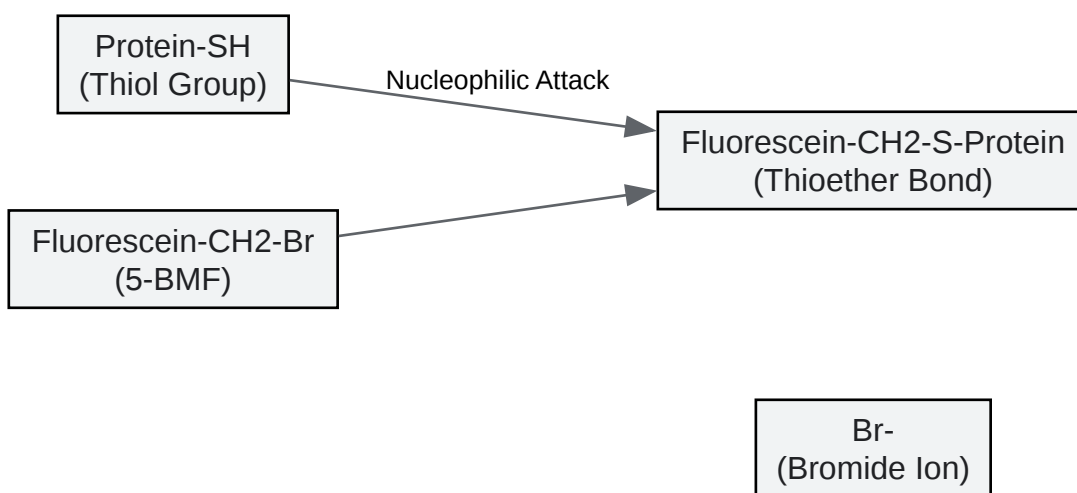 Protein-SH
(Thiol Group)
Nucleophilic Attack
Fluorescein-CH2-S-Protein
(Thioether Bond)
Fluorescein-CH2-Br
(5-BMF)
Br-
(Bromide Ion)